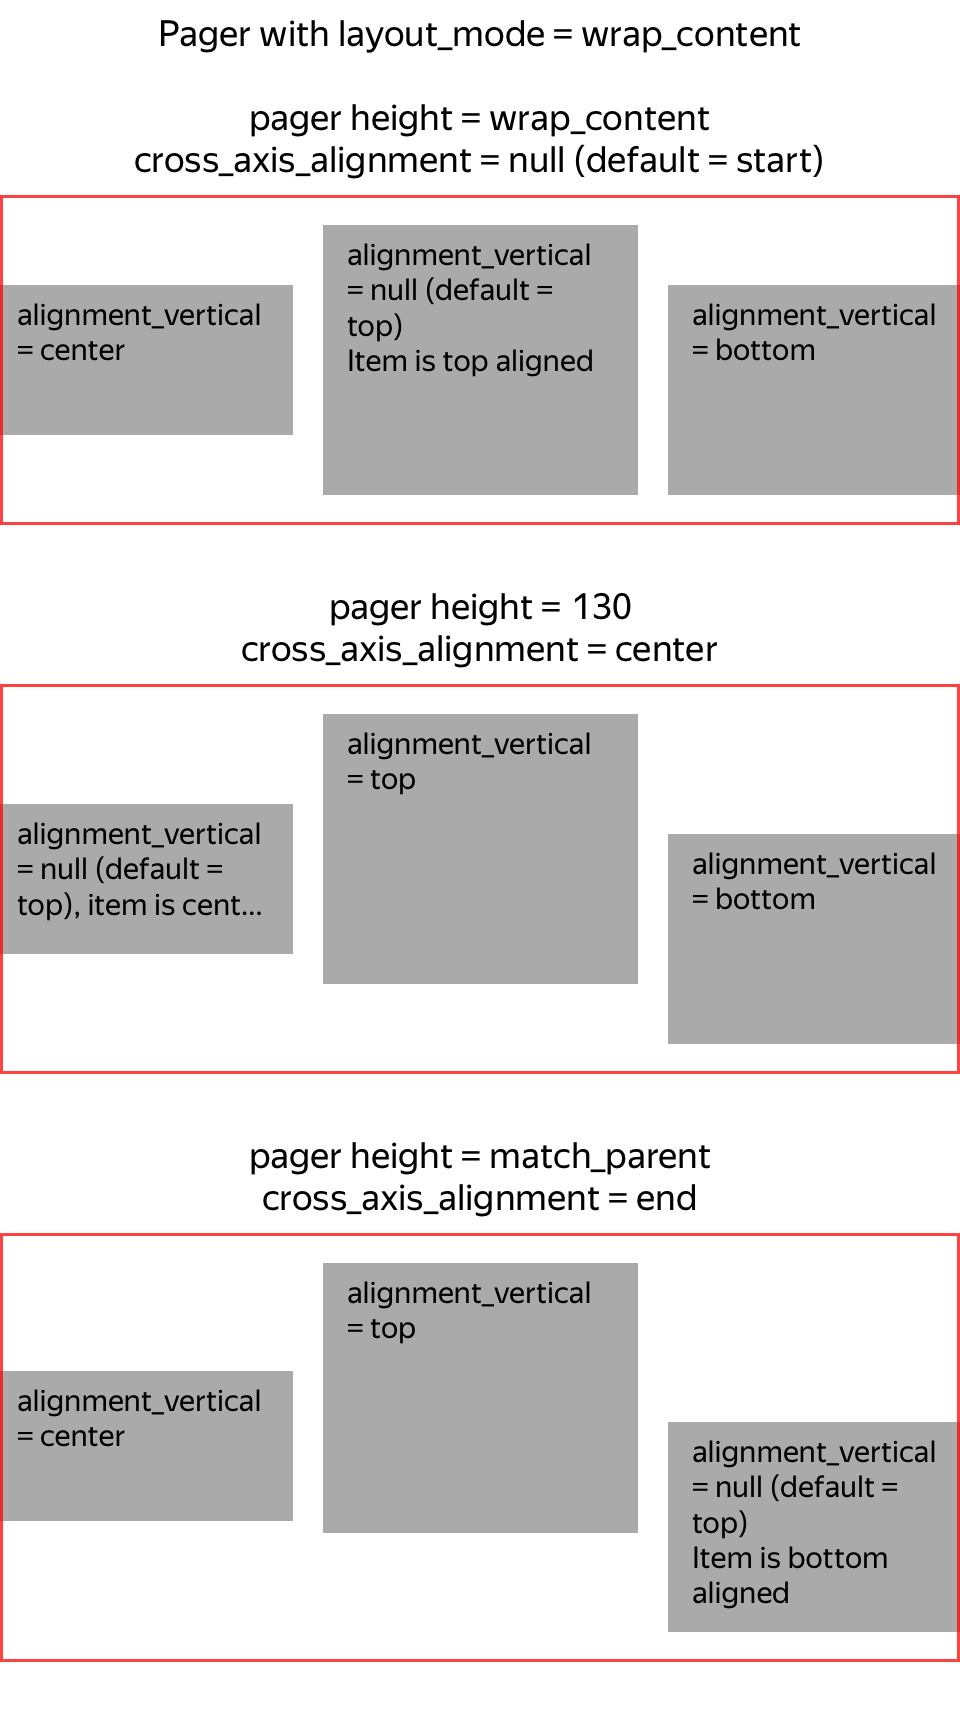 Pager with layout_mode = wrap_content
pager height = wrap_content
cross_axis_alignment = null (default = start)
alignment_vertical
= center
alignment_vertical
= null (default =
top)
Item is top aligned
alignment_vertical
= bottom
pager height = 130
cross_axis_alignment = center
alignment_vertical
= null (default =
top), item is cent...
alignment_vertical
= top
alignment_vertical
= bottom
pager height = match_parent
cross_axis_alignment = end
alignment_vertical
= center
alignment_vertical
= top
alignment_vertical
= null (default =
top)
Item is bottom
aligned